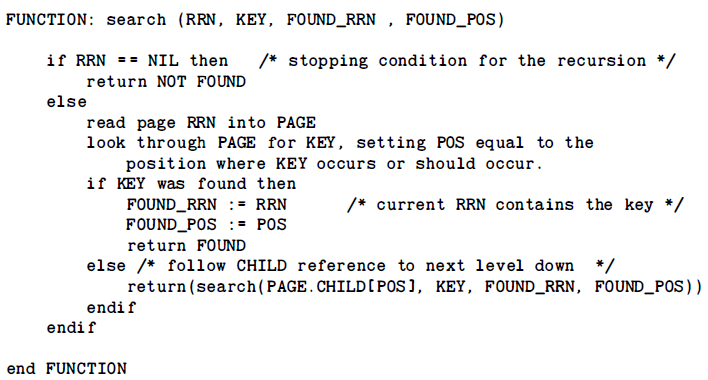 FUNCTION: search (RRN, KEY, FOUND_RRN , FOUND_POS)
if RRN == NIL then /* stopping condition for the recursion */
return NOT FOUND
else
read page RRN into PAGE
look through PAGE for KEY, setting POS equal to the
position where KEY occurs or should occur.
if KEY was found then
FOUND_RRN := RRN /* current RRN contains the key */
FOUND_POS := POS
return FOUND
else /* follow CHILD reference to next level down */
return(search(PAGE.CHILD[POS], KEY, FOUND_RRN, FOUND_POS))
endif
endif
end FUNCTION